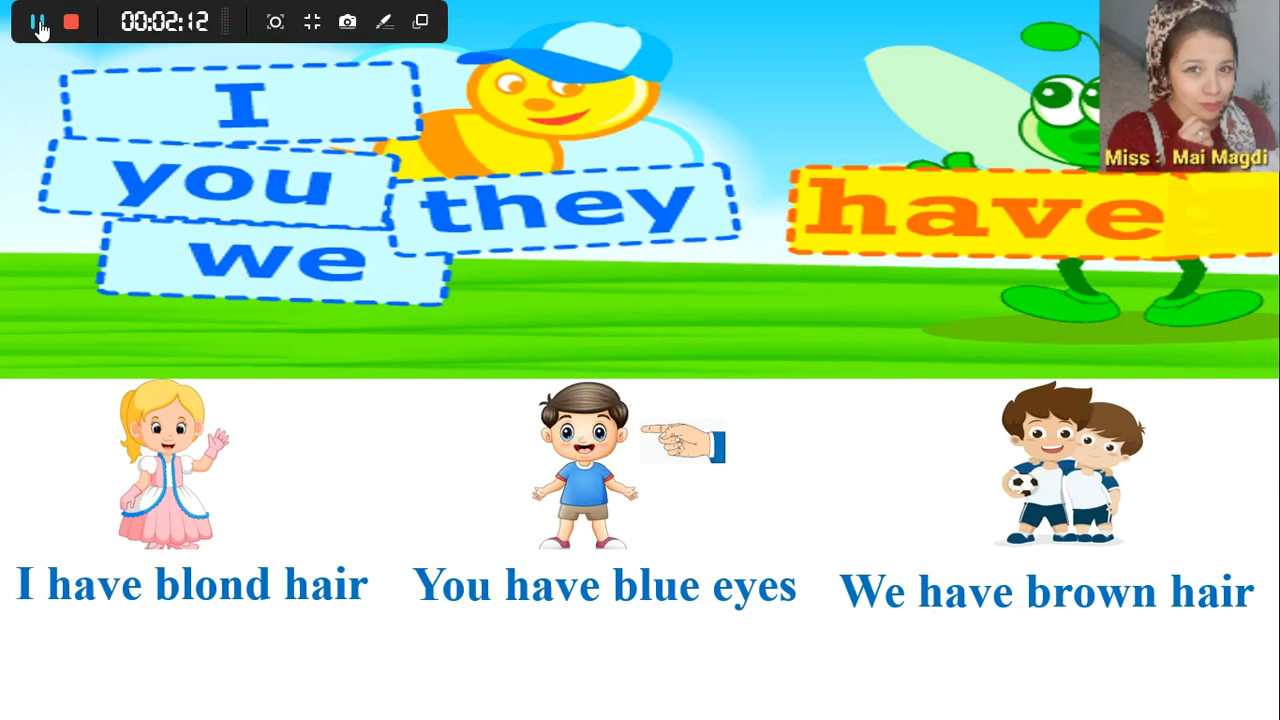 00:02:12
I
you
they
we
have
Miss : Mai Magdi
I have blond hair
You have blue eyes
We have brown hair